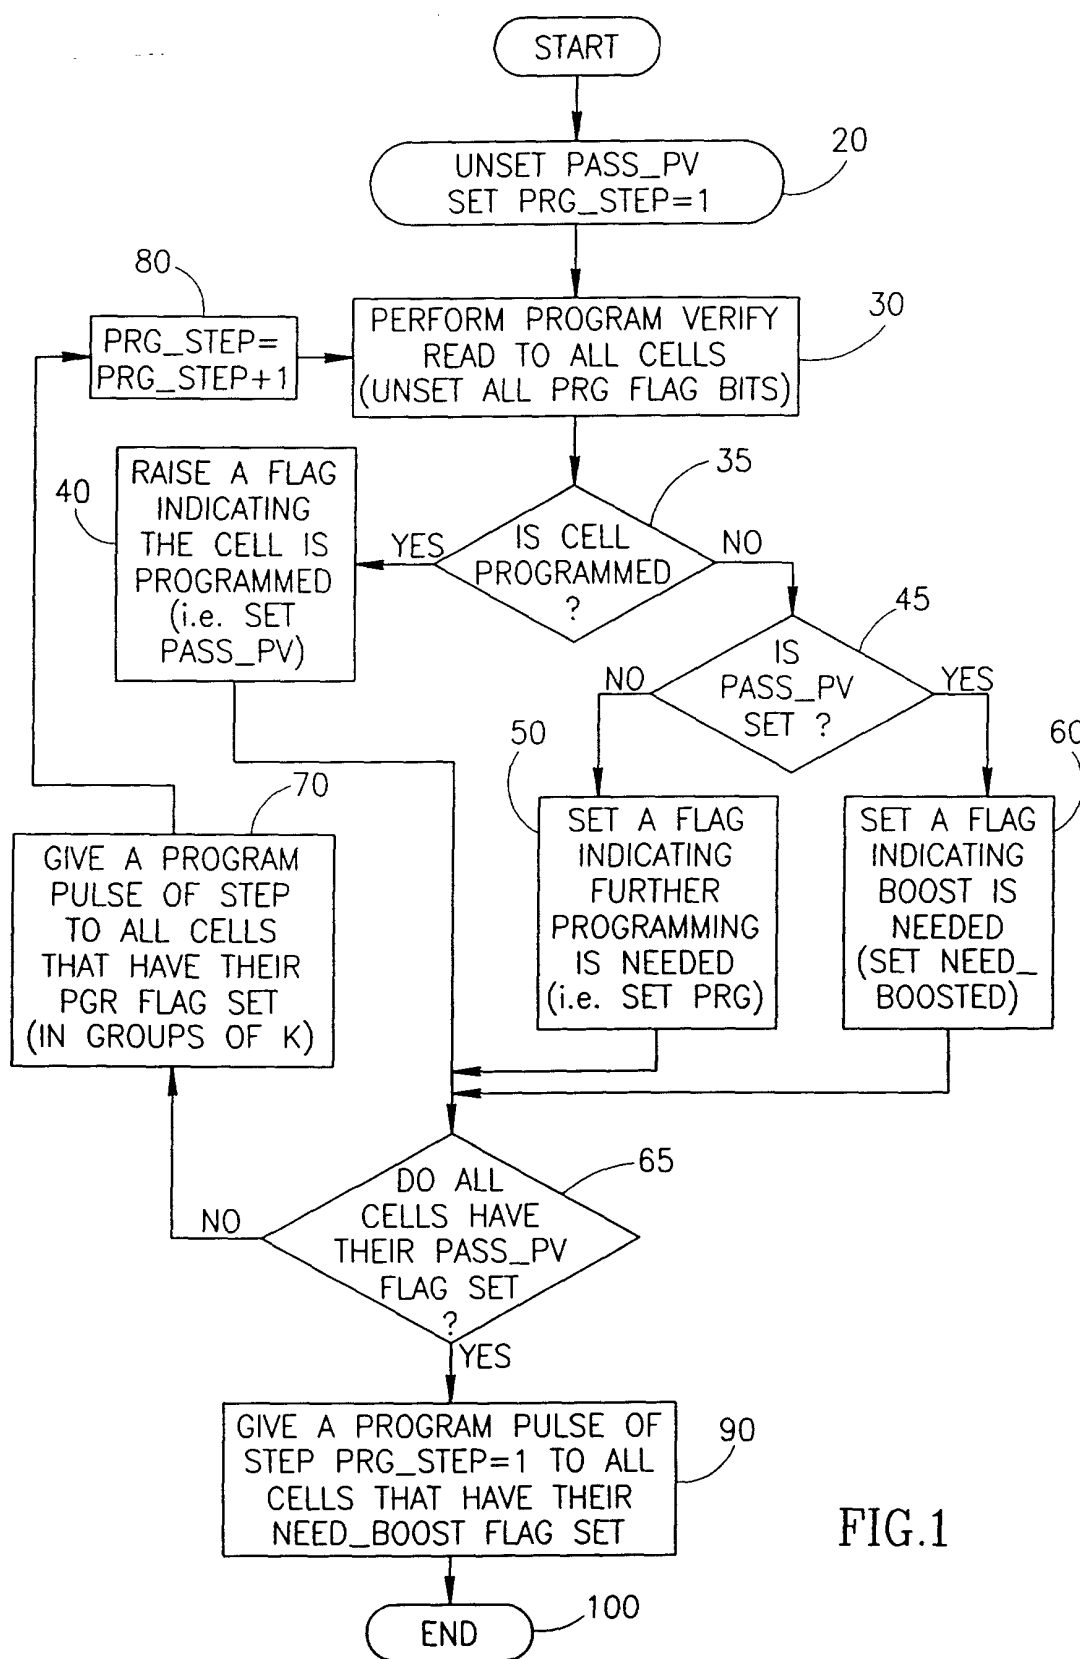 START
20
UNSET PASS_PV
SET PRG_STEP=1
80
30
PRG_STEP=
PRG_STEP+1
PERFORM PROGRAM VERIFY
READ TO ALL CELLS
(UNSET ALL PRG FLAG BITS)
35
40
RAISE A FLAG
INDICATING
THE CELL IS
PROGRAMMED
(i.e. SET
PASS_PV)
YES
IS CELL
PROGRAMMED
?
NO
45
NO
IS
PASS_PV
SET ?
YES
50
60
70
SET A FLAG
INDICATING
FURTHER
PROGRAMMING
IS NEEDED
(i.e. SET PRG)
SET A FLAG
INDICATING
BOOST IS
NEEDED
(SET NEED_
BOOSTED)
GIVE A PROGRAM
PULSE OF STEP
TO ALL CELLS
THAT HAVE THEIR
PGR FLAG SET
(IN GROUPS OF K)
65
NO
DO ALL
CELLS HAVE
THEIR PASS_PV
FLAG SET
?
YES
90
GIVE A PROGRAM PULSE OF
STEP PRG_STEP=1 TO ALL
CELLS THAT HAVE THEIR
NEED_BOOST FLAG SET
FIG.1
100
END